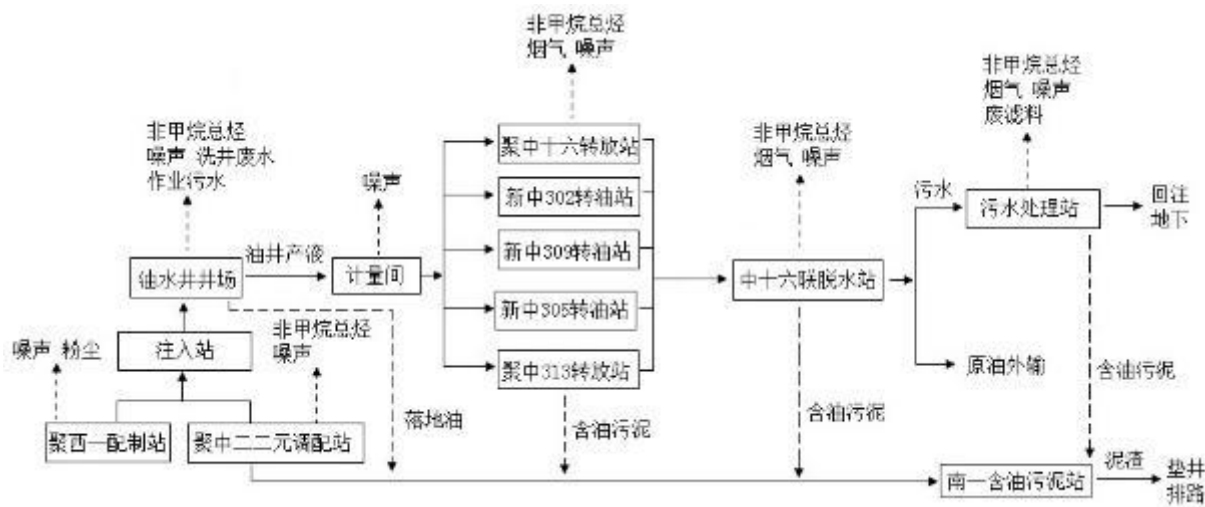 非甲烷总烃
烟气 噪声
非甲烷总烃
烟气 噪声
废滤料
非甲烷总烃
噪声 洗井废水
作业污水
非甲烷总烃
烟气 噪声
噪声
聚中十六转放站
新中302转油站
新中309转油站
新中305转油站
聚中313转放站
污水
污水处理站
回注
地下
油水井井场
油井产液
计量间
中十六联脱水站
注入站
非甲烷总烃
噪声
噪声 粉尘
原油外输
含油污泥
落地油
含油污泥
含油污泥
聚西一配制站
聚中二二元调配站
南一含油污泥站
泥渣
垫井
排路